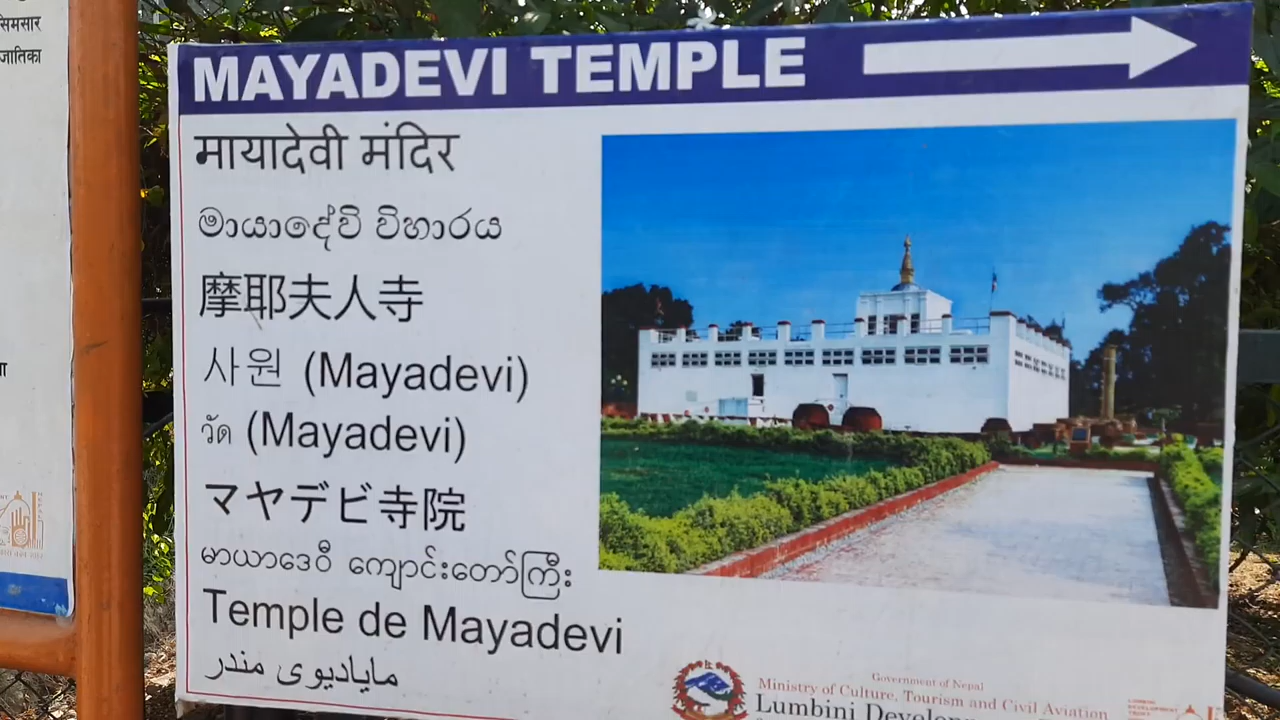 सिमसार
जातिका
MAYADEVI TEMPLE
मायादेवी मंदिर
මායාදේවි විහාරය
摩耶夫人寺
사원 (Mayadevi)
วัด (Mayadevi)
マヤデビ寺院
မာယာဒေဝီ ကျောင်းတော်ကြီး
Temple de Mayadevi
مایادیوی مندر
Government of Nepal
Ministry of Culture, Tourism and Civil Aviation
Lumbini